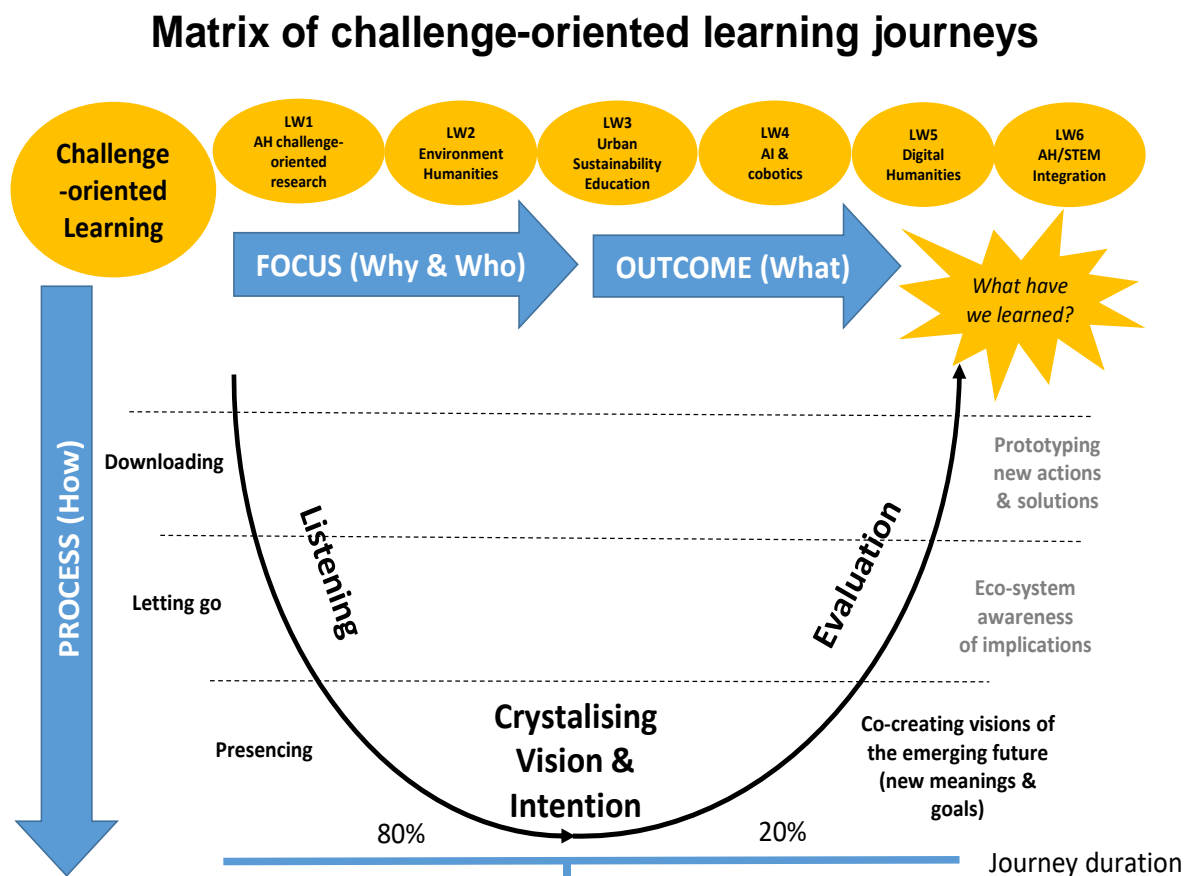 Matrix of challenge-oriented learning journeys
Challenge
-oriented
Learning
LW1
AH challenge-
oriented
research
LW2
Environment
Humanities
LW3
Urban
Sustainability
Education
LW4
AI &
cobotics
LW5
Digital
Humanities
LW6
AH/STEM
Integration
FOCUS (Why & Who)
OUTCOME (What)
What have
we learned?
PROCESS (How)
Downloading
Letting go
Presencing
Listening
Crystalising
Vision &
Intention
Evaluation
Prototyping
new actions
& solutions
Eco-system
awareness
of implications
Co-creating visions of
the emerging future
(new meanings &
goals)
80%
20%
Journey duration